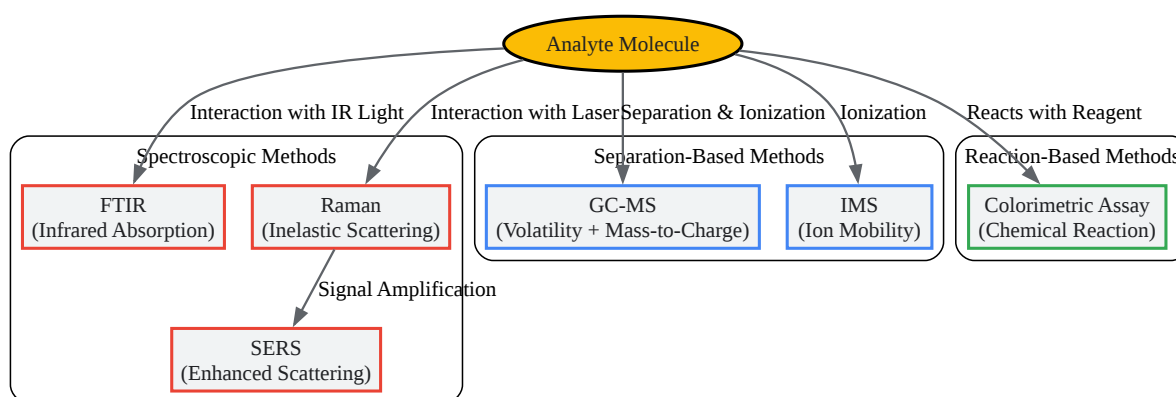 Analyte Molecule
Interaction with IR Light
Interaction with Laser
Separation & Ionization
Ionization
Reacts with Reagent
Spectroscopic Methods
Separation-Based Methods
Reaction-Based Methods
FTIR
(Infrared Absorption)
Raman
(Inelastic Scattering)
GC-MS
(Volatility + Mass-to-Charge)
IMS
(Ion Mobility)
Colorimetric Assay
(Chemical Reaction)
Signal Amplification
SERS
(Enhanced Scattering)